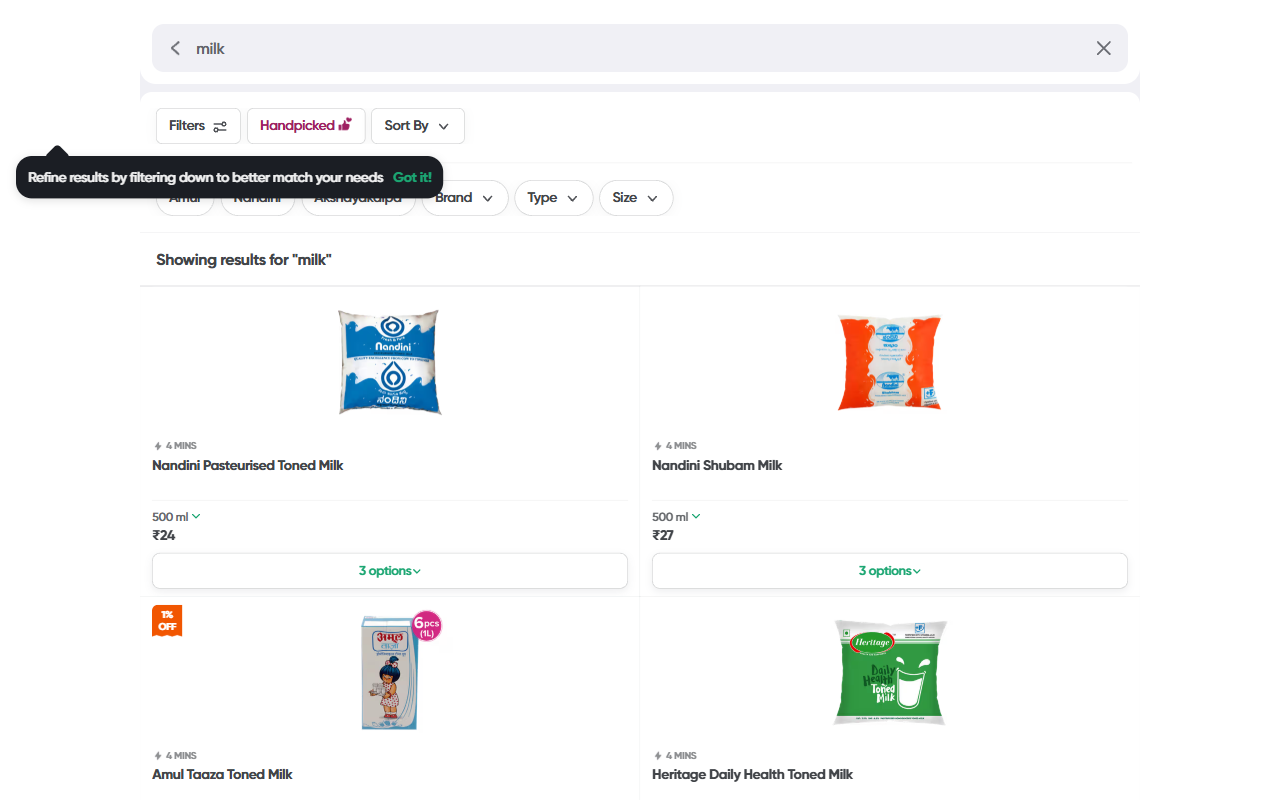 milk
Filters
Handpicked
Sort By
Refine results by filtering down to better match your needs Got it!
Amul
Nandini
Akshayakalpa
Brand
Type
Size
Showing results for "milk"
Nandini
ನಂದಿನಿ
4 MINS
Nandini Pasteurised Toned Milk
500 ml
₹24
3 options
4 MINS
Nandini Shubam Milk
500 ml
₹27
3 options
1%
OFF
अमूल
6pcs
(1L)
4 MINS
Amul Taaza Toned Milk
Heritage
Daily
Health
Toned
Milk
4 MINS
Heritage Daily Health Toned Milk